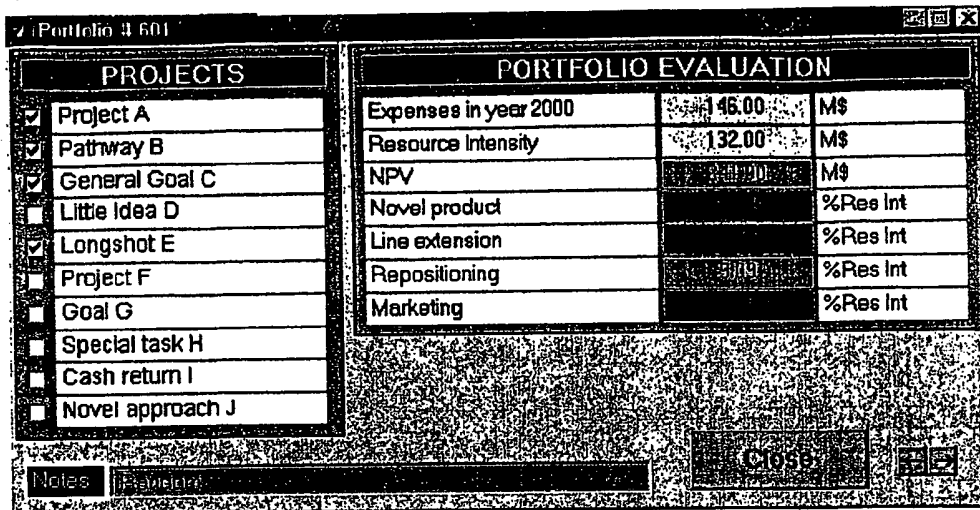 Portfolio # 601
PROJECTS
Project A
Pathway B
General Goal C
Little Idea D
Longshot E
Project F
Goal G
Special task H
Cash return I
Novel approach J
PORTFOLIO EVALUATION
Expenses in year 2000 146.00 M$
Resource Intensity 132.00 M$
NPV M$
Novel product %Res Int
Line extension %Res Int
Repositioning %Res Int
Marketing %Res Int
Close
Notes Random